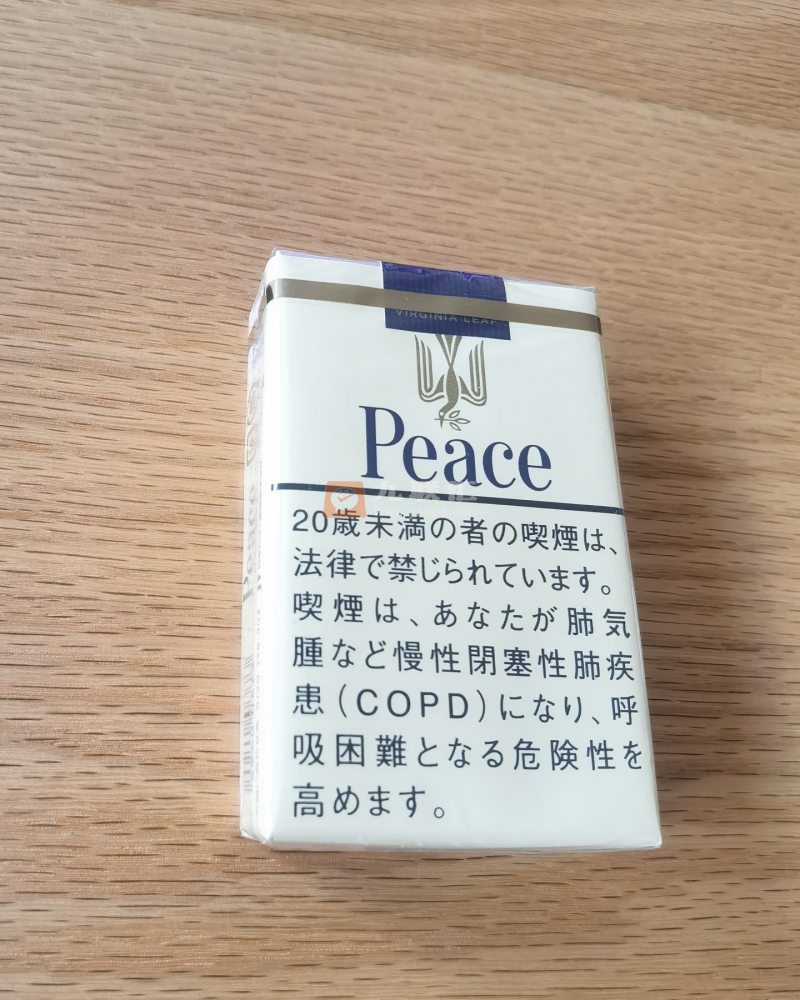 VIRGINIA LEAF
Peace
20歳未満の者の喫煙は、
法律で禁じられています。
喫煙は、あなたが肺気
腫など慢性閉塞性肺疾
患（COPD）になり、呼
吸困難となる危険性を
高めます。